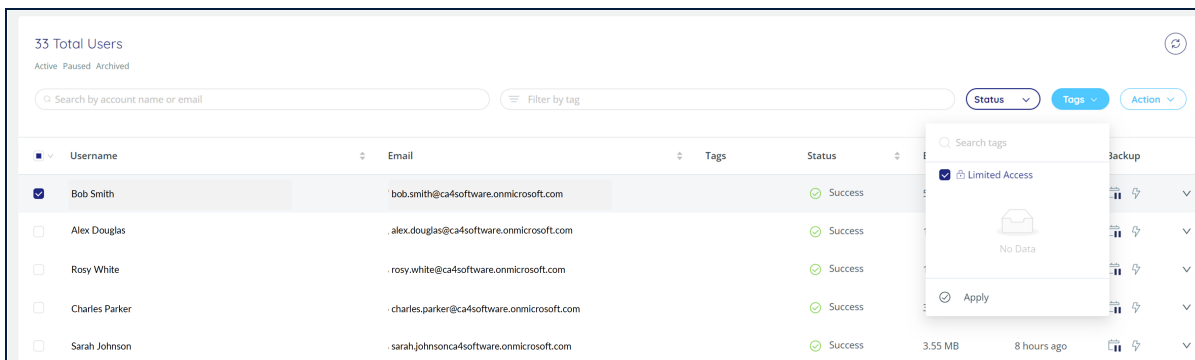 33 Total Users
Active Paused Archived
Search by account name or email
Filter by tag
Status
Tags
Action
Search tags
Username
Email
Tags
Status
Backup
Limited Access
Bob Smith
bob.smith@ca4software.onmicrosoft.com
Success
Alex Douglas
alex.douglas@ca4software.onmicrosoft.com
Success
No Data
Rosy White
rosy.white@ca4software.onmicrosoft.com
Success
Apply
Charles Parker
charles.parker@ca4software.onmicrosoft.com
Success
Sarah Johnson
sarah.johnsonca4software.onmicrosoft.com
Success
3.55 MB
8 hours ago